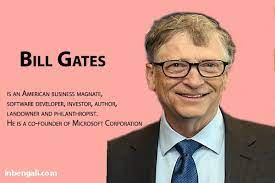 BILL GATES
IS AN AMERICAN BUSINESS MAGNATE,
SOFTWARE DEVELOPER, INVESTOR, AUTHOR,
LANDOWNER AND PHILANTHROPIST.
HE IS A CO-FOUNDER OF MICROSOFT CORPORATION
inbengali.com